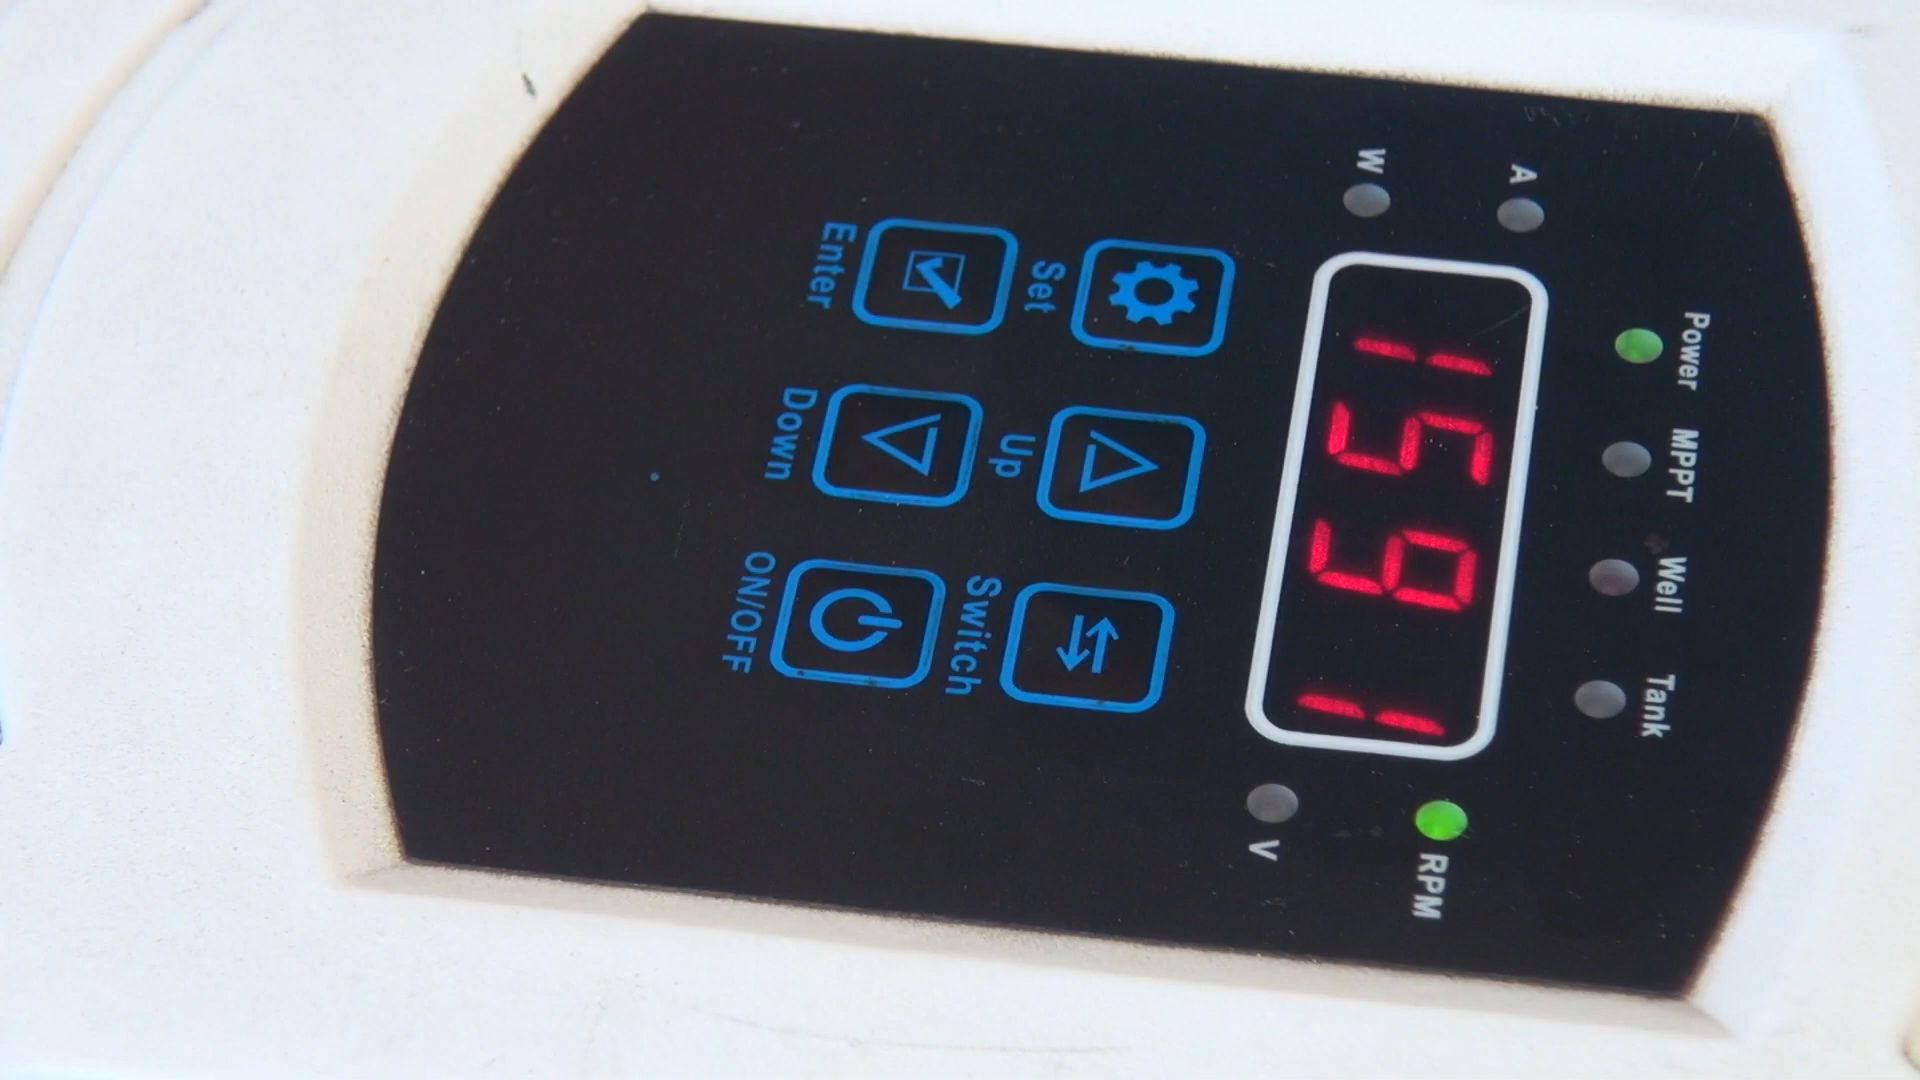 Power MPPT Well Tank
A 1591 RPM
W V
Set Up Switch
Enter Down ON/OFF